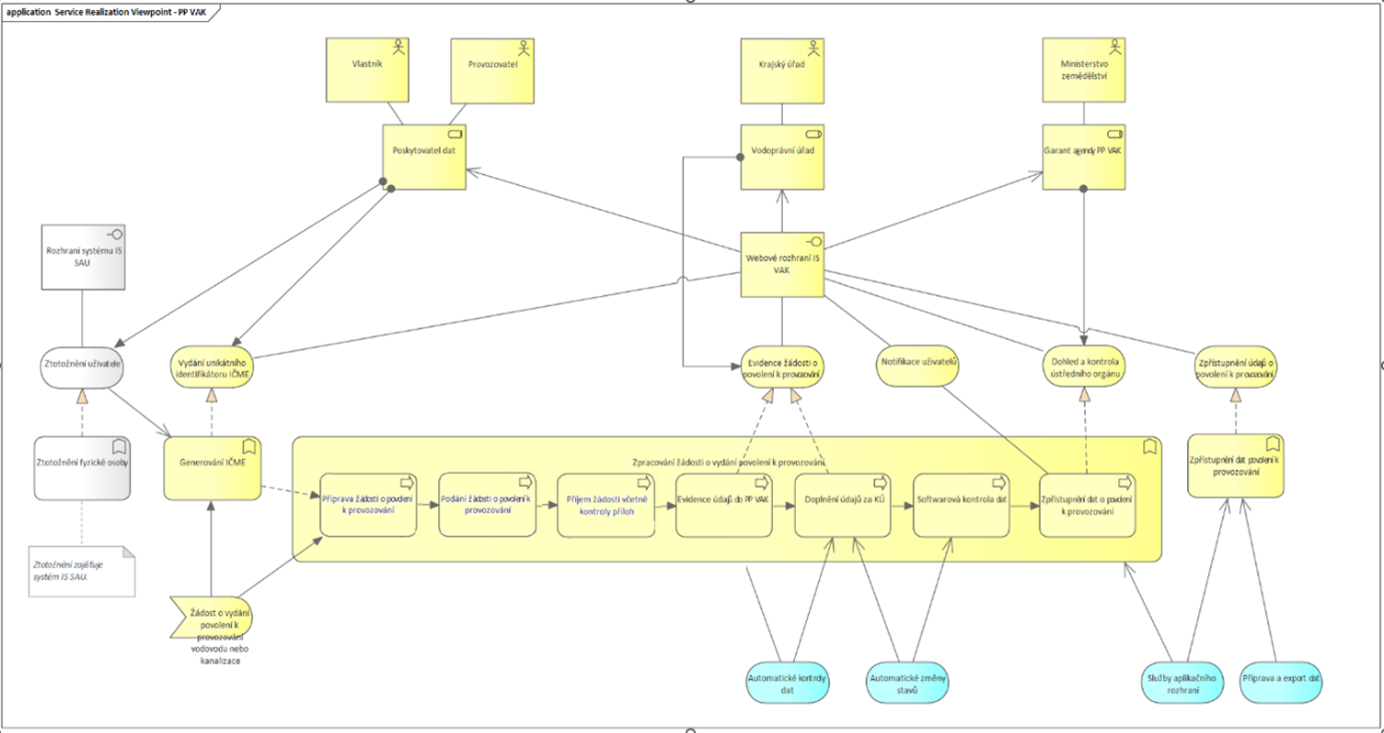 application Service Realization Viewpoint - PP VAK
Vlastník
Provozovatel
Krajský úřad
Ministerstvo
zemědělství
Poskytovatel dat
Vodoprávní úřad
Garant agendy PP VAK
Rozhraní systému IS
SAU
Webové rozhraní IS
VAK
Ztotožnění uživatele
Vydání unikátního
identifikátoru IČME
Evidence žádosti o
povolení k provozování
Notifikace uživatelů
Dohled a kontrola
ústředního orgánu
Zpřístupnění údajů o
povolení k provozování
Ztotožnění fyzické osoby
Generování IČME
Zpracování žádosti o vydání povolení k provozování
Příprava žádosti o povolení
k provozování
Podání žádosti o povolení k
provozování
Příjem žádosti včetně
kontroly příloh
Evidence údajů do PP VAK
Doplnění údajů za KÚ
Softwarová kontrola dat
Zpřístupnění dat o povolení
k provozování
Zpřístupnění dat povolení k
provozování
Ztotožnění zajišťuje
systém IS SAU.
Žádost o vydání
povolení k
provozování
vodovodu nebo
kanalizace
Automatické kontroly
dat
Automatické změny
stavů
Služby aplikačního
rozhraní
Příprava a export dat